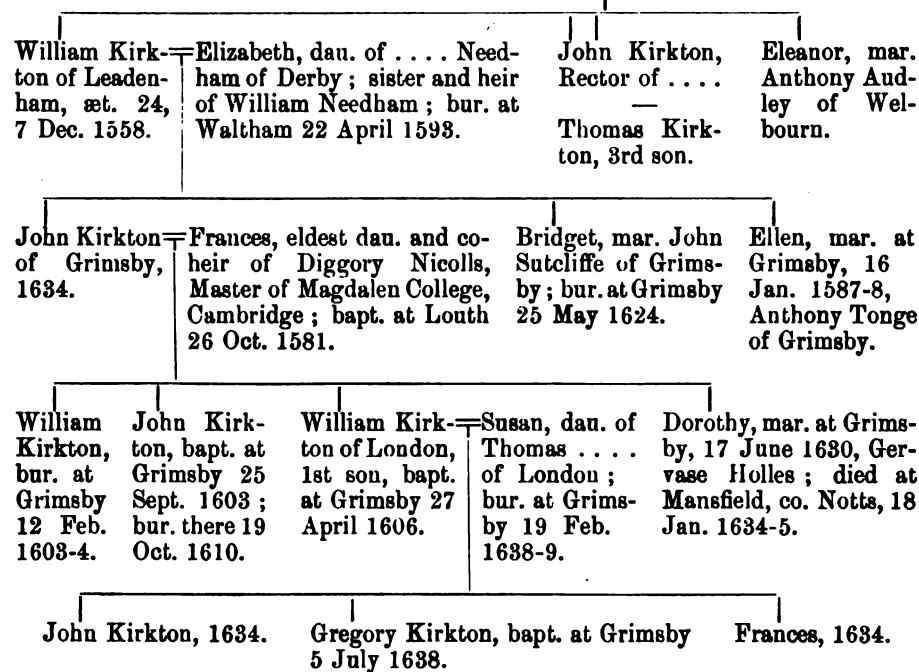 William Kirk-
ton of Leaden-
ham, æt. 24,
7 Dec. 1558.
Elizabeth, dau. of .... Need-
ham of Derby ; sister and heir
of William Needham ; bur. at
Waltham 22 April 1593.
John Kirkton,
Rector of ....
—
Thomas Kirk-
ton, 3rd son.
Eleanor, mar.
Anthony Aud-
ley of Wel-
bourn.
John Kirkton
of Grimsby,
1634.
Frances, eldest dau. and co-
heir of Diggory Nicolls,
Master of Magdalen College,
Cambridge ; bapt. at Louth
26 Oct. 1581.
Bridget, mar. John
Sutcliffe of Grims-
by ; bur. at Grimsby
25 May 1624.
Ellen, mar. at
Grimsby, 16
Jan. 1587-8,
Anthony Tonge
of Grimsby.
William
Kirkton,
bur. at
Grimsby
12 Feb.
1603-4.
John Kirk-
ton, bapt. at
Grimsby 25
Sept. 1603 ;
bur. there 19
Oct. 1610.
William Kirk-
ton of London,
1st son, bapt.
at Grimsby 27
April 1606.
Susan, dau. of
Thomas ....
of London ;
bur. at Grims-
by 19 Feb.
1638-9.
Dorothy, mar. at Grims-
by, 17 June 1630, Ger-
vase Holles ; died at
Mansfield, co. Notts, 18
Jan. 1634-5.
John Kirkton, 1634.
Gregory Kirkton, bapt. at Grimsby
5 July 1638.
Frances, 1634.